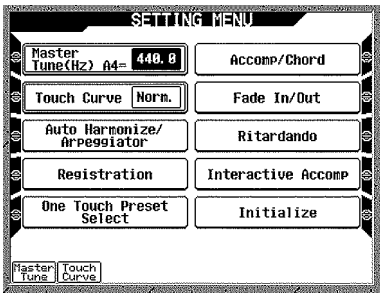 SETTING MENU
Master
Tune(Hz) A4= 440.0
Accomp/Chord
Touch Curve Norm.
Fade In/Out
Auto Harmonize/
Arpeggiator
Ritardando
Registration
Interactive Accomp
One Touch Preset
Select
Initialize
Master
Tune
Touch
Curve